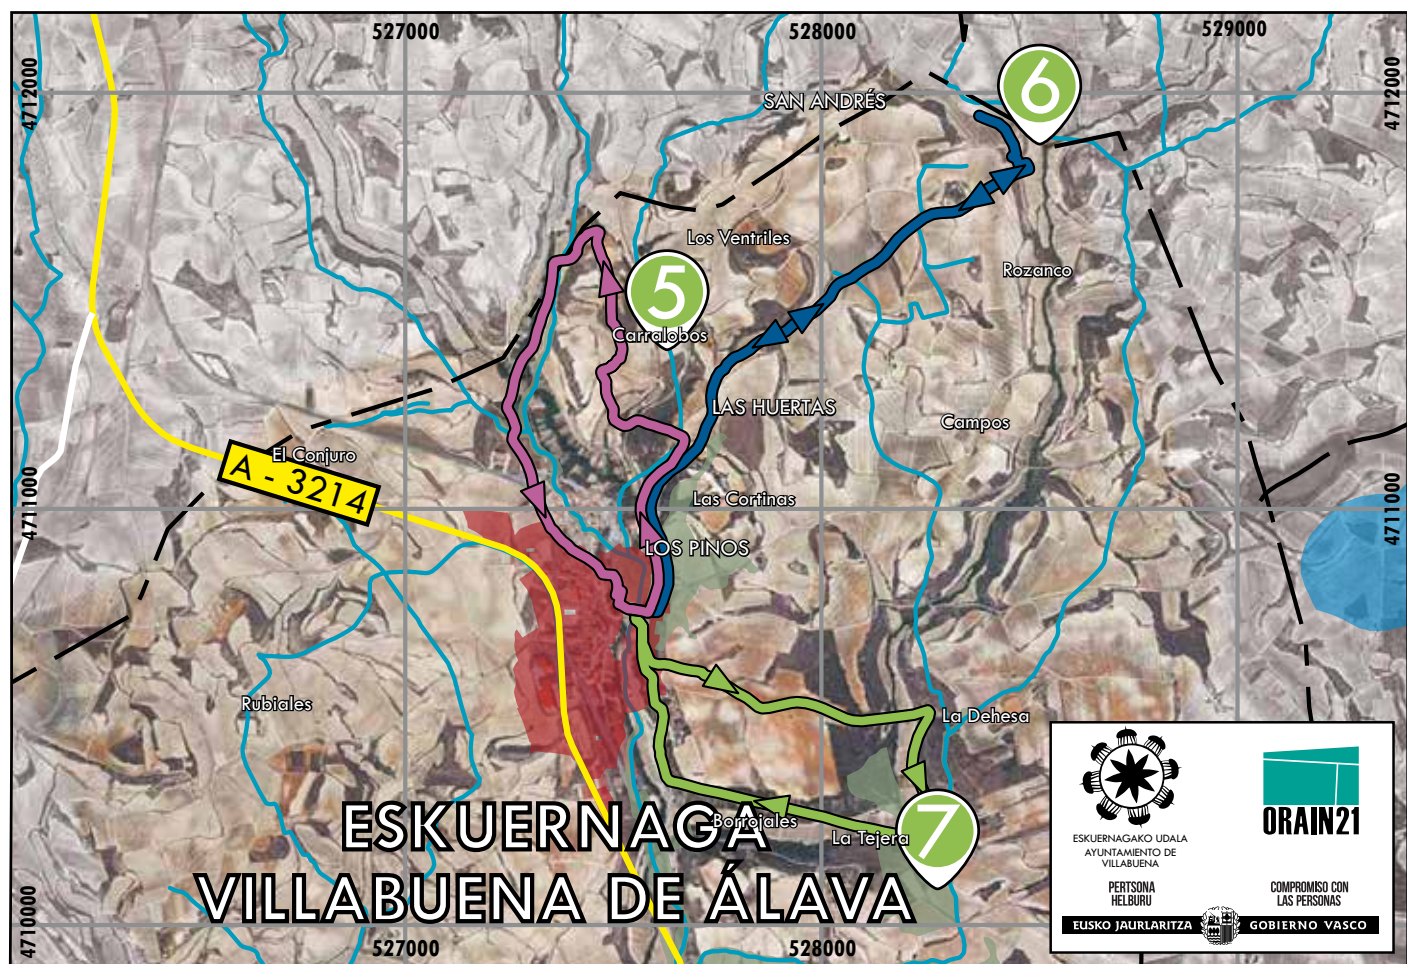 527000
528000
529000
4712000
4712000
6
SAN ANDRÉS
Los Ventriles
Rozanco
5
Carralobos
LAS HUERTAS
Campos
El Conjuro
A - 3214
Las Cortinas
4711000
4711000
LOS PINOS
Rubiales
La Dehesa
Borrojales
La Tejera
7
ESKUERNAGA
VILLABUENA DE ÁLAVA
4710000
4710000
527000
528000
ESKUERNAGAKO UDALA
AYUNTAMIENTO DE
VILLABUENA
ORAIN21
PERTSONA
HELBURU
COMPROMISO CON
LAS PERSONAS
EUSKO JAURLARITZA
GOBIERNO VASCO